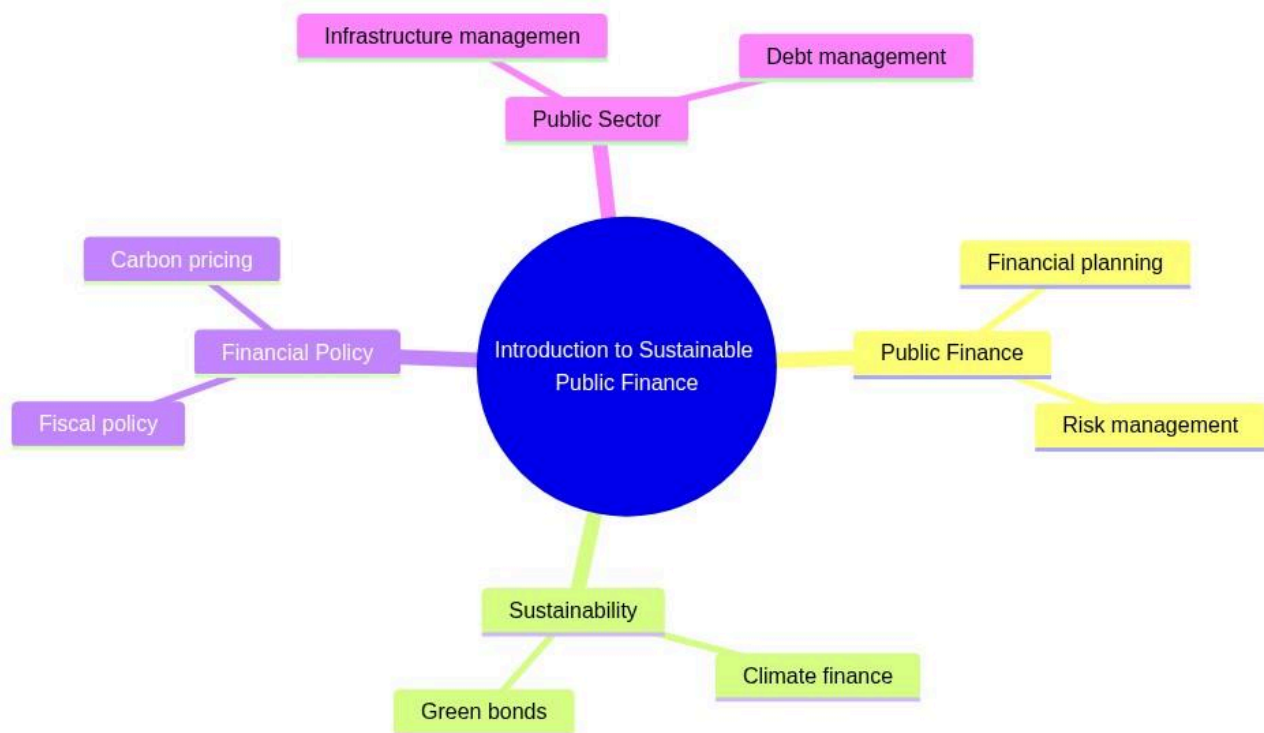 Infrastructure managemen
Debt management
Public Sector
Carbon pricing
Financial planning
Financial Policy
Introduction to Sustainable
Public Finance
Public Finance
Fiscal policy
Risk management
Sustainability
Climate finance
Green bonds